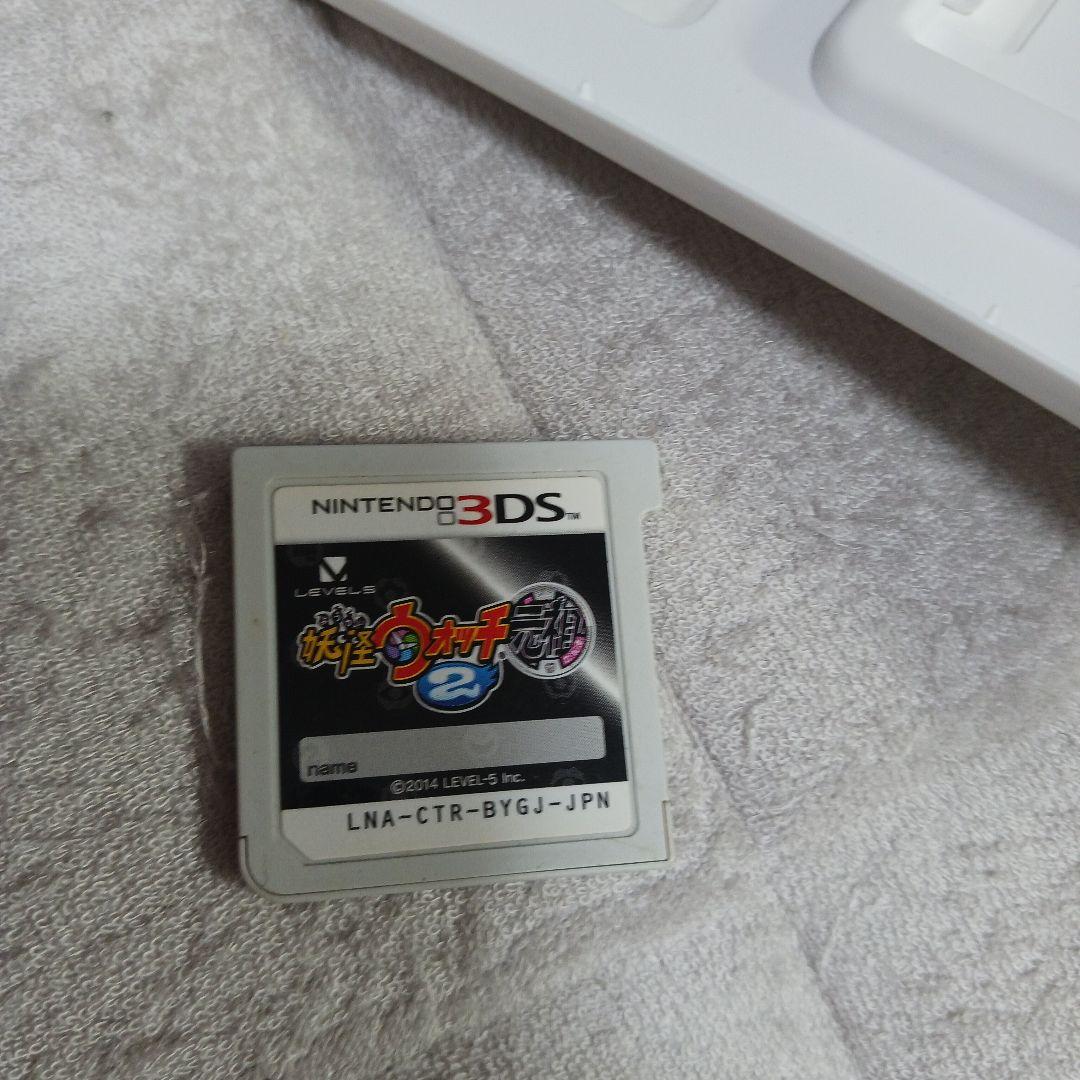 NINTENDO 3DS™
LEVEL5
妖怪ウォッチ2 元祖
name
©2014 LEVEL-5 Inc.
LNA-CTR-BYGJ-JPN